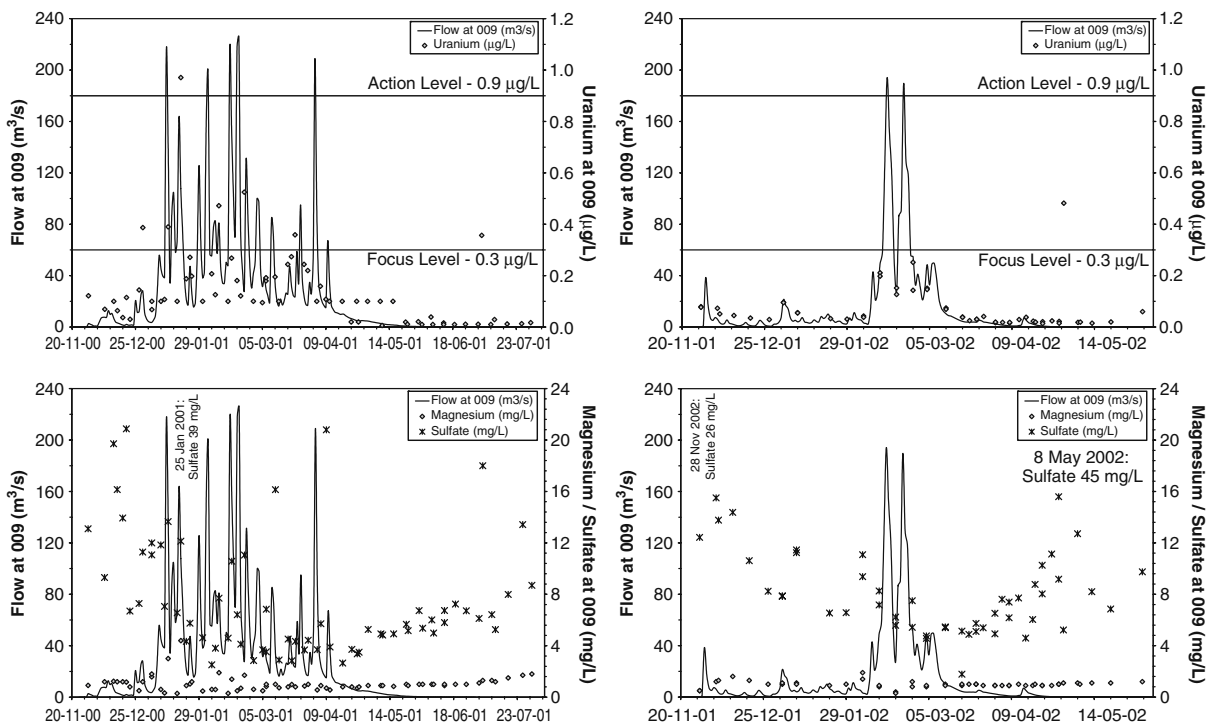 240
200
160
120
80
40
0
Flow at 009 (m³/s)
Flow at 009 (m3/s)
Uranium (µg/L)
Action Level - 0.9 µg/L
Focus Level - 0.3 µg/L
1.2
1.0
0.8
0.6
0.4
0.2
0.0
Uranium at 009 (µg/L)
20-11-00 25-12-00 29-01-01 05-03-01 09-04-01 14-05-01 18-06-01 23-07-01
240
200
160
120
80
40
0
Flow at 009 (m³/s)
Flow at 009 (m3/s)
Uranium (µg/L)
Action Level - 0.9 µg/L
Focus Level - 0.3 µg/L
1.2
1.0
0.8
0.6
0.4
0.2
0.0
Uranium at 009 (µg/L)
20-11-01 25-12-01 29-01-02 05-03-02 09-04-02 14-05-02
240
200
160
120
80
40
0
Flow at 009 (m³/s)
25 Jan 2001:
Sulfate 39 mg/L
Flow at 009 (m3/s)
Magnesium (mg/L)
Sulfate (mg/L)
24
20
16
12
8
4
0
Magnesium / Sulfate at 009 (mg/L)
20-11-00 25-12-00 29-01-01 05-03-01 09-04-01 14-05-01 18-06-01 23-07-01
240
200
160
120
80
40
0
Flow at 009 (m³/s)
28 Nov 2002:
Sulfate 26 mg/L
Flow at 009 (m3/s)
Magnesium (mg/L)
Sulfate (mg/L)
8 May 2002:
Sulfate 45 mg/L
24
20
16
12
8
4
0
Magnesium / Sulfate at 009 (mg/L)
20-11-01 25-12-01 29-01-02 05-03-02 09-04-02 14-05-02